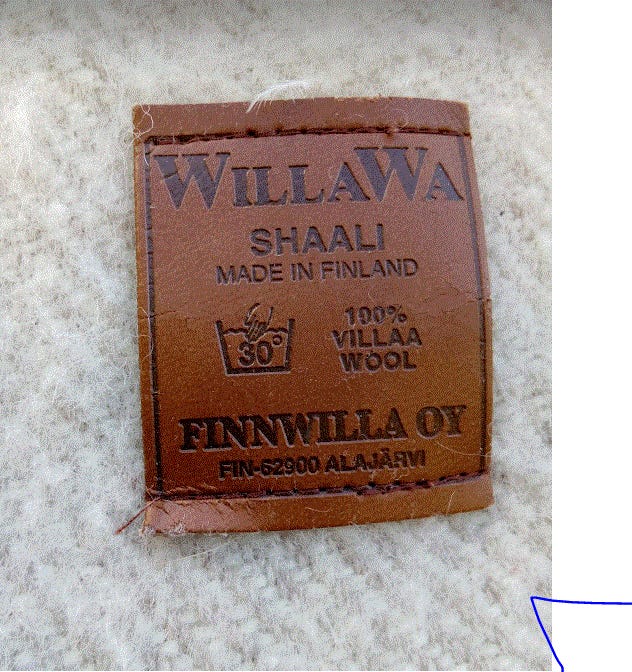 WILLAWA
SHAALI
MADE IN FINLAND
30°
100%
VILLAA
WOOL
FINNWILLA OY
FIN-62900 ALAJÄRVI